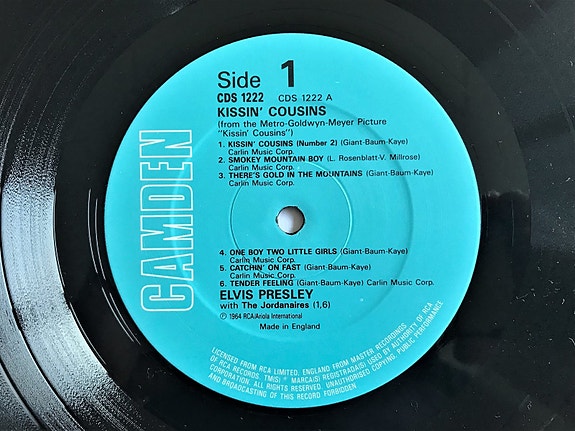 CAMDEN
Side 1
CDS 1222 CDS 1222 A
KISSIN' COUSINS
(from the Metro-Goldwyn-Meyer Picture
"Kissin' Cousins")
1. KISSIN' COUSINS (Number 2) (Giant-Baum-Kaye)
Carlin Music Corp.
2. SMOKEY MOUNTAIN BOY (L. Rosenblatt-V. Millrose)
Carlin Music Corp.
3. THERE'S GOLD IN THE MOUNTAINS (Giant-Baum-Kaye)
Carlin Music Corp.
4. ONE BOY TWO LITTLE GIRLS (Giant-Baum-Kaye)
Carlin Music Corp.
5. CATCHIN' ON FAST (Giant-Baum-Kaye)
Carlin Music Corp.
6. TENDER FEELING (Giant-Baum-Kaye) Carlin Music Corp.
ELVIS PRESLEY
with The Jordanaires (1,6)
℗ 1964 RCA/Ariola International
Made in England
LICENSED FROM RCA LIMITED, ENGLAND FROM MASTER RECORDINGS
OF RCA RECORDS. TM(S) ® MARCA(S) REGISTRADA(S) USED BY AUTHORITY OF RCA
CORPORATION. ALL RIGHTS RESERVED. UNAUTHORISED COPYING, PUBLIC PERFORMANCE
AND BROADCASTING OF THIS RECORD FORBIDDEN